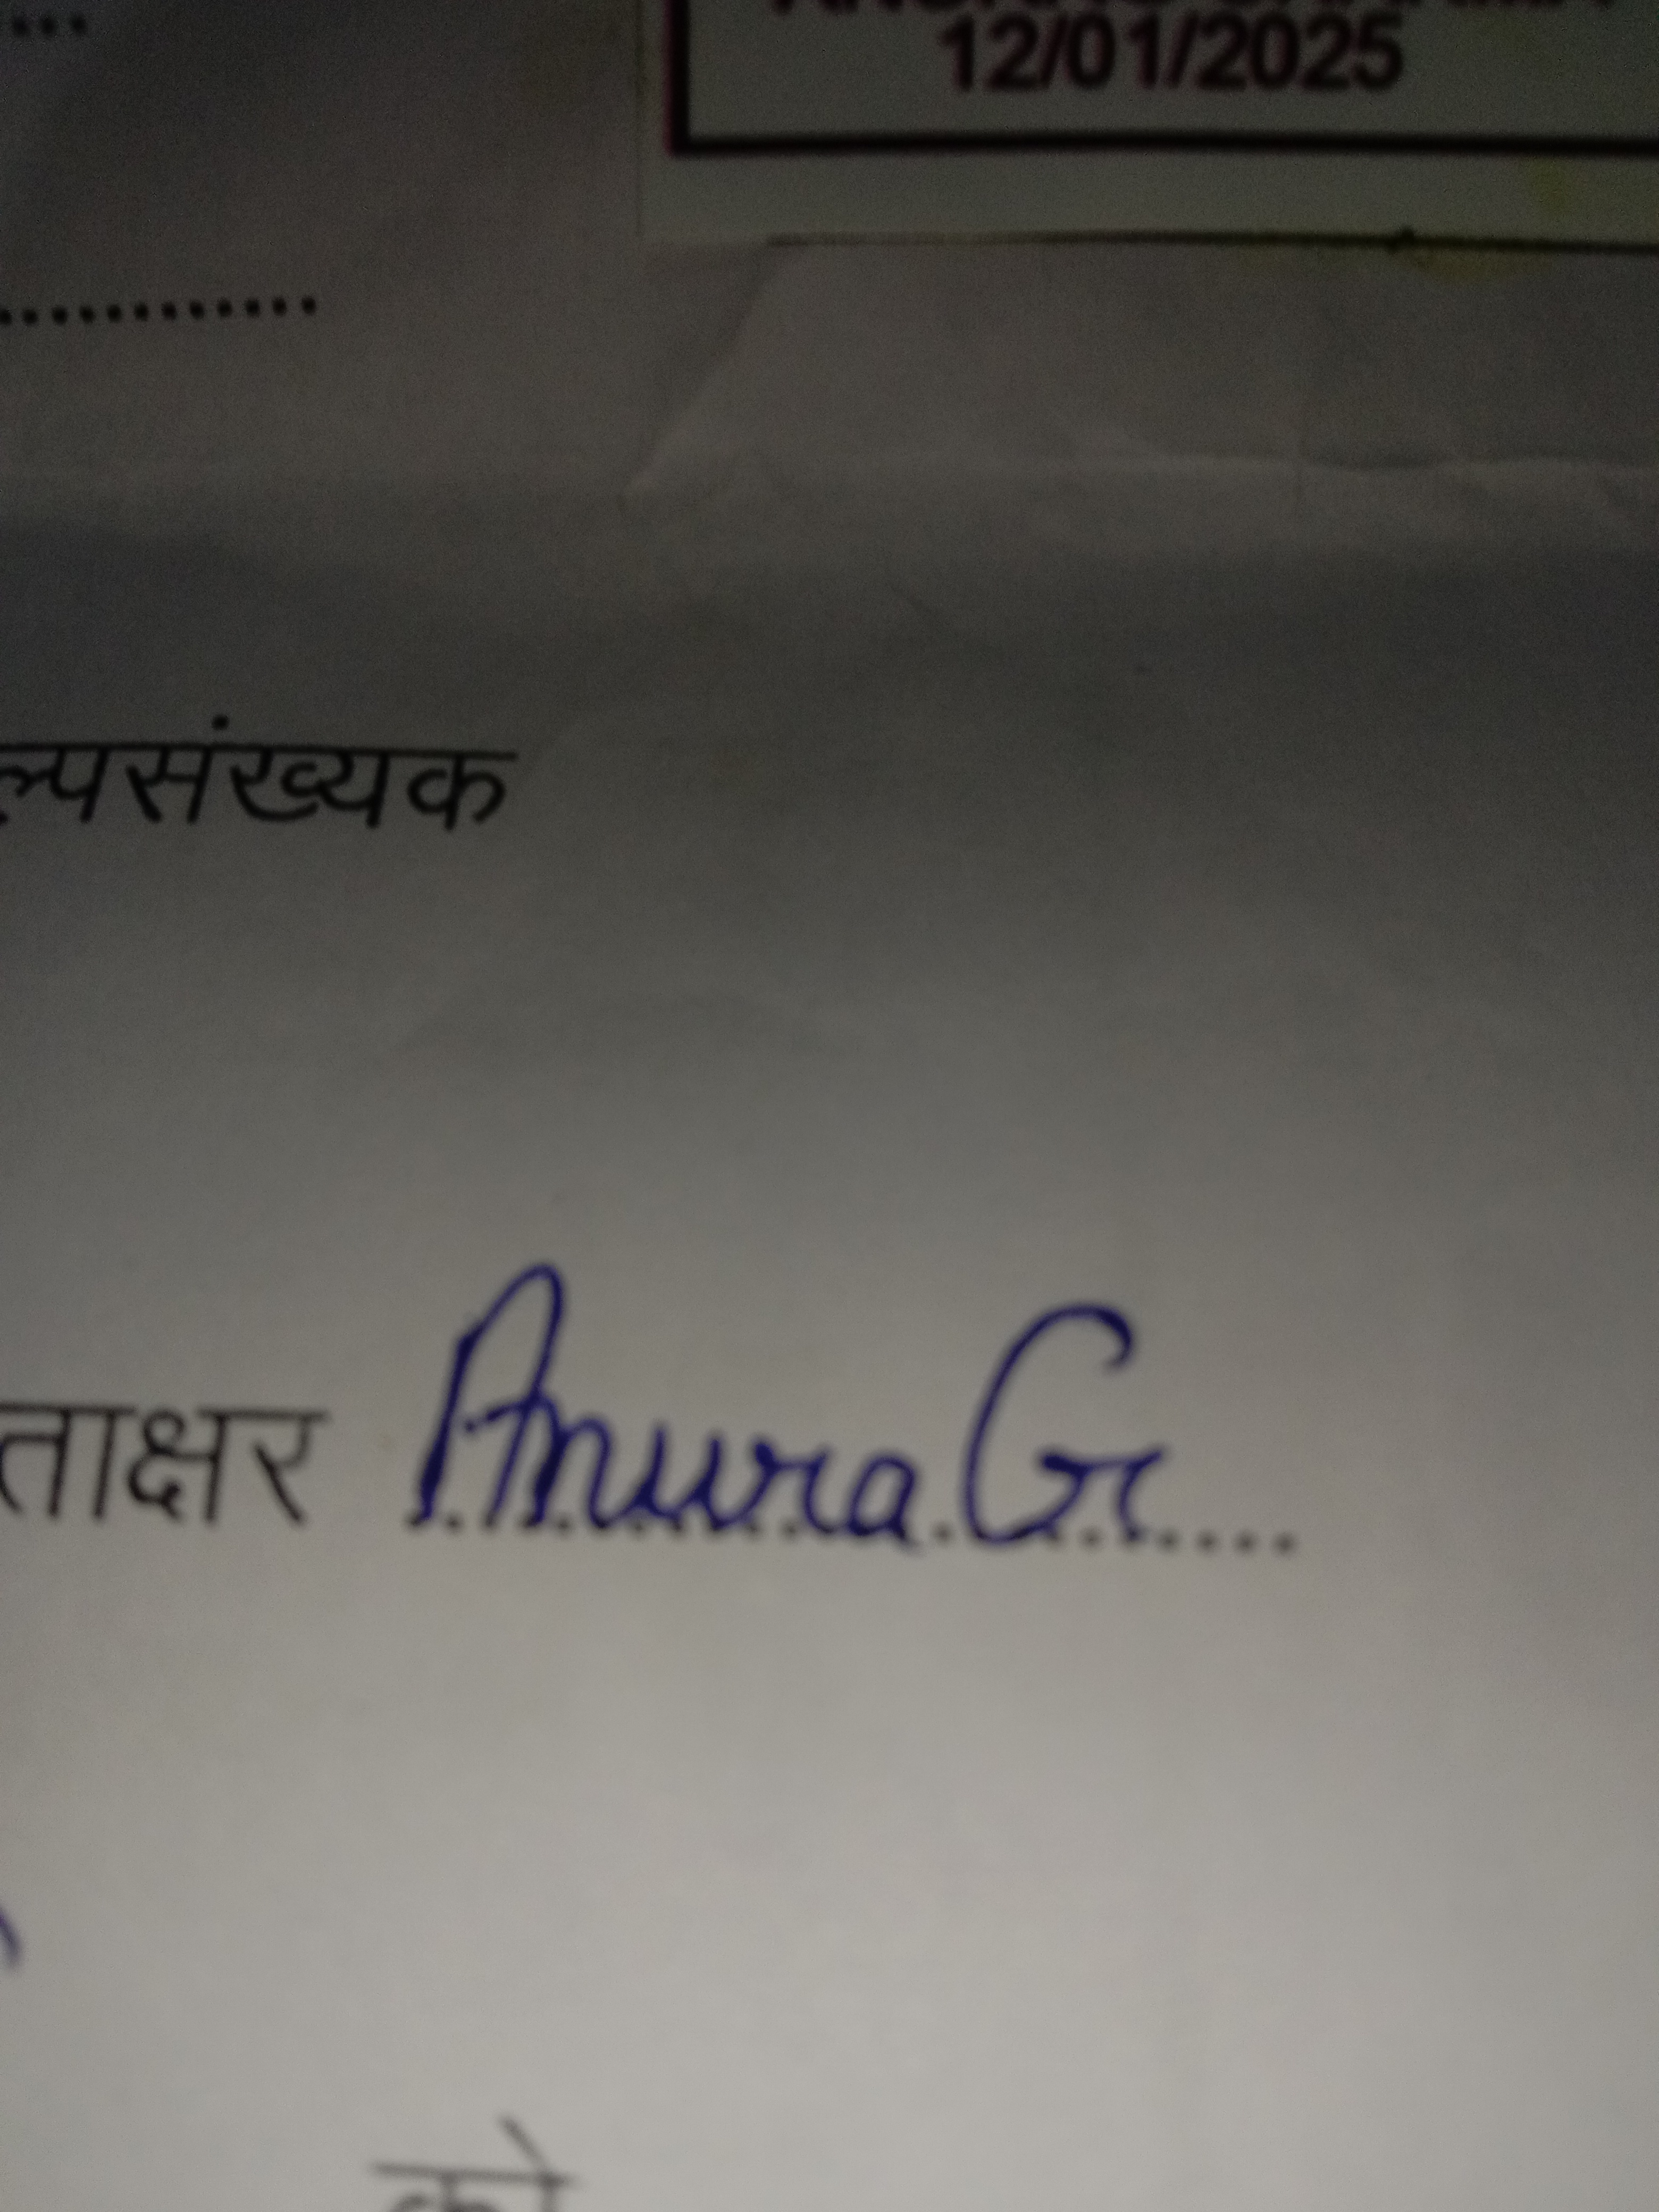 12/01/2025
............
ल्पसंख्यक
ताक्षर AnuraG
को